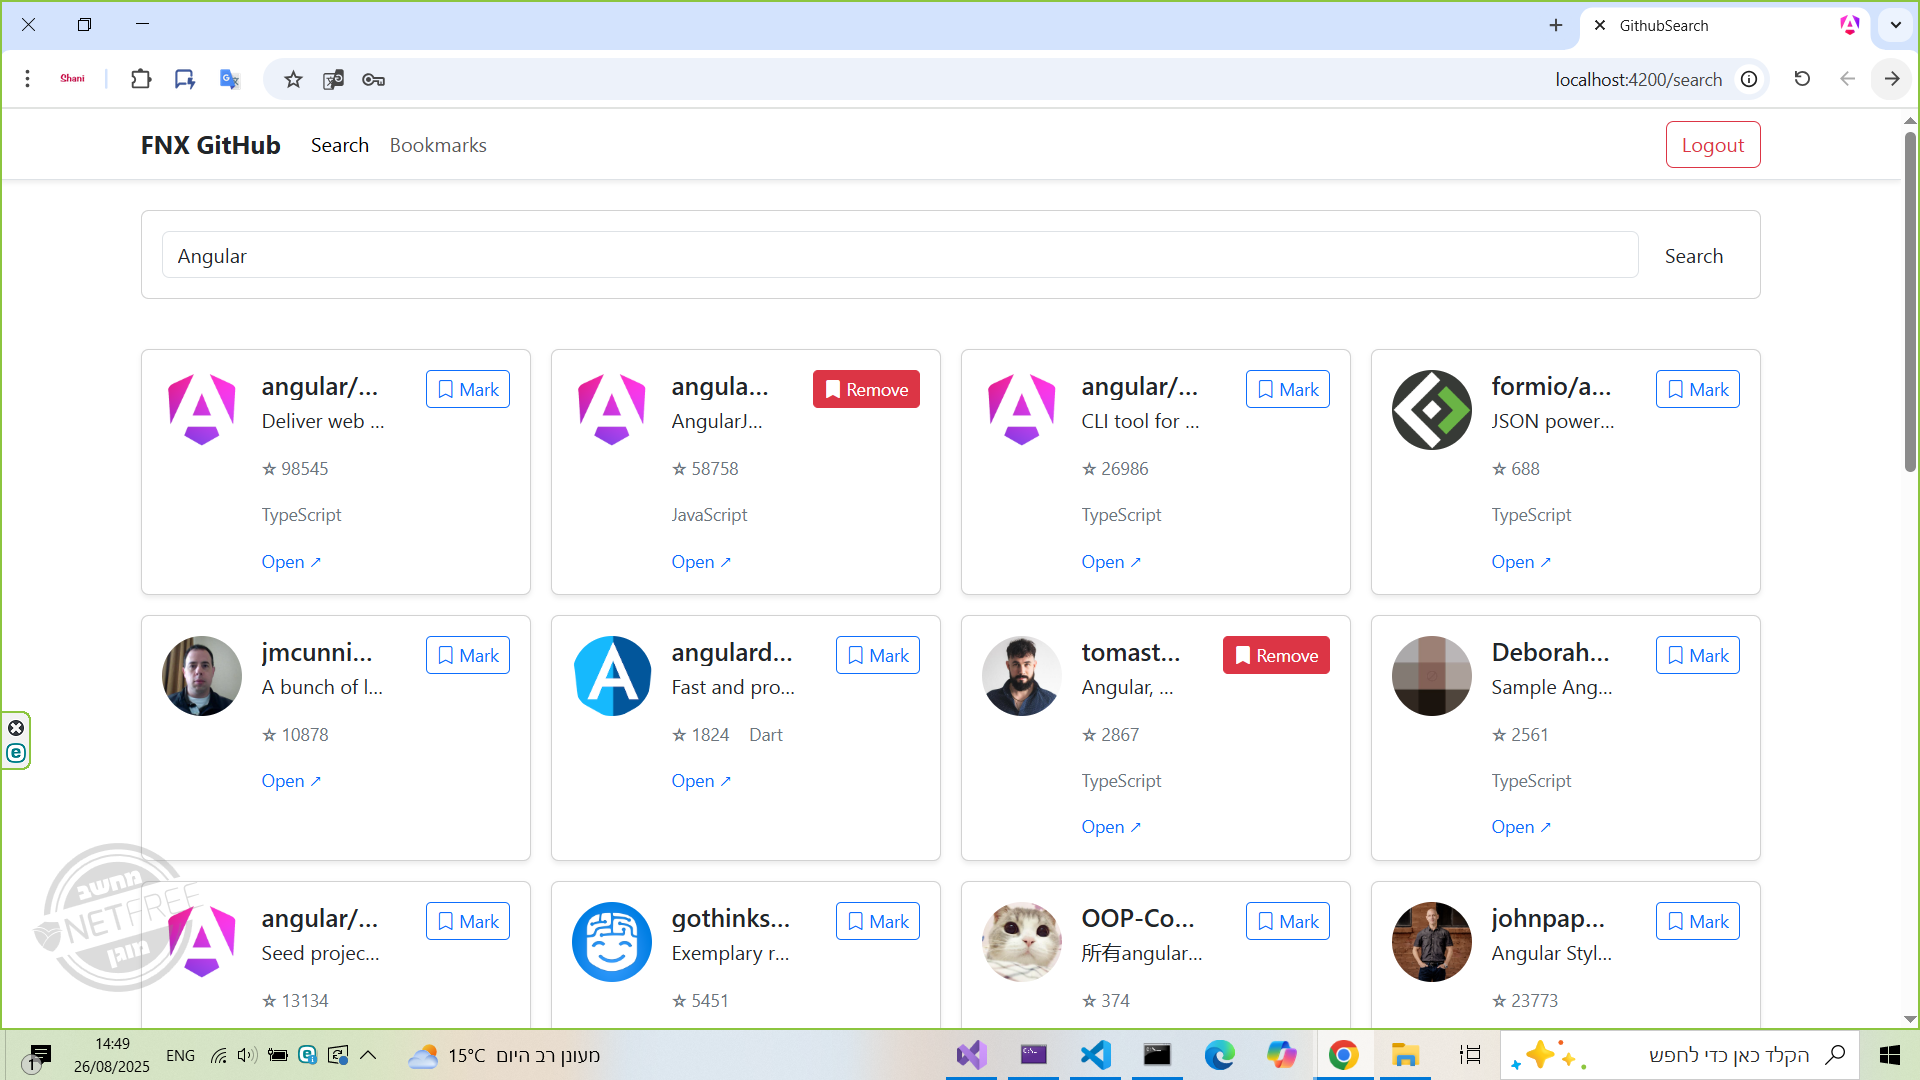 GithubSearch
Shani
localhost:4200/search
FNX GitHub Search Bookmarks Logout
Angular Search
angular/... Mark
Deliver web ...
☆ 98545
TypeScript
Open ↗
angula... Remove
AngularJ...
☆ 58758
JavaScript
Open ↗
angular/... Mark
CLI tool for ...
☆ 26986
TypeScript
Open ↗
formio/a... Mark
JSON power...
☆ 688
TypeScript
Open ↗
jmcunni... Mark
A bunch of l...
☆ 10878
Open ↗
angulard... Mark
Fast and pro...
☆ 1824 Dart
Open ↗
tomast... Remove
Angular, ...
☆ 2867
TypeScript
Open ↗
Deborah... Mark
Sample Ang...
☆ 2561
TypeScript
Open ↗
angular/... Mark
Seed projec...
☆ 13134
gothinks... Mark
Exemplary r...
☆ 5451
OOP-Co... Mark
所有angular...
☆ 374
johnpap... Mark
Angular Styl...
☆ 23773
מחשב
NETFREE
מוגן
1
14:49
26/08/2025
ENG
15°C מעונן רב היום
הקלד כאן כדי לחפש